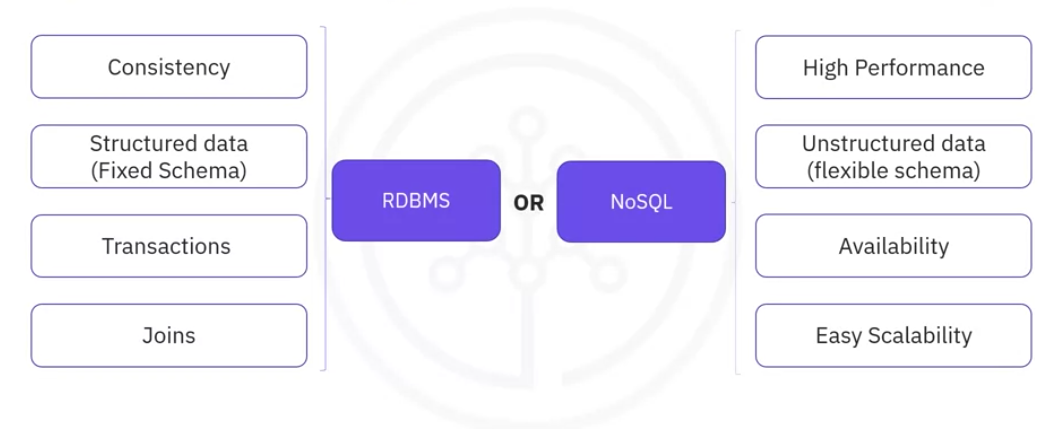 Consistency
Structured data
(Fixed Schema)
Transactions
Joins
RDBMS
OR
NoSQL
High Performance
Unstructured data
(flexible schema)
Availability
Easy Scalability